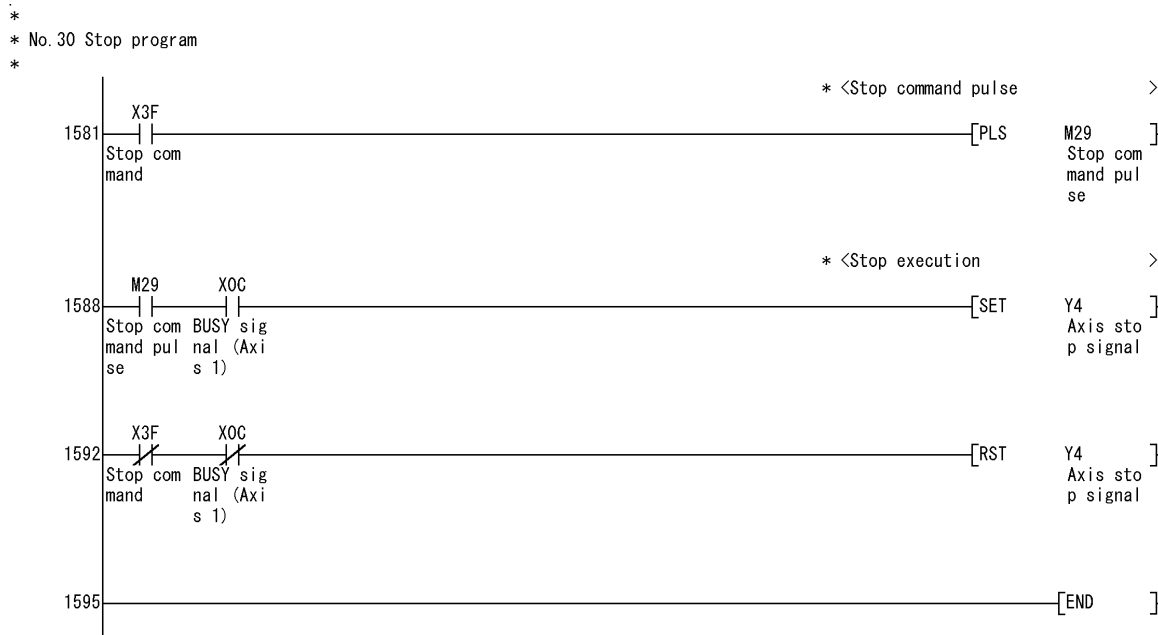 *
* No.30 Stop program
*
* <Stop command pulse >
X3F
1581 [PLS M29 ]
Stop com Stop com
mand mand pul
se
* <Stop execution >
M29 X0C
1588 [SET Y4 ]
Stop com BUSY sig Axis sto
mand pul nal (Axi p signal
se s 1)
X3F X0C
1592 [RST Y4 ]
Stop com BUSY sig Axis sto
mand nal (Axi p signal
s 1)
1595 [END ]